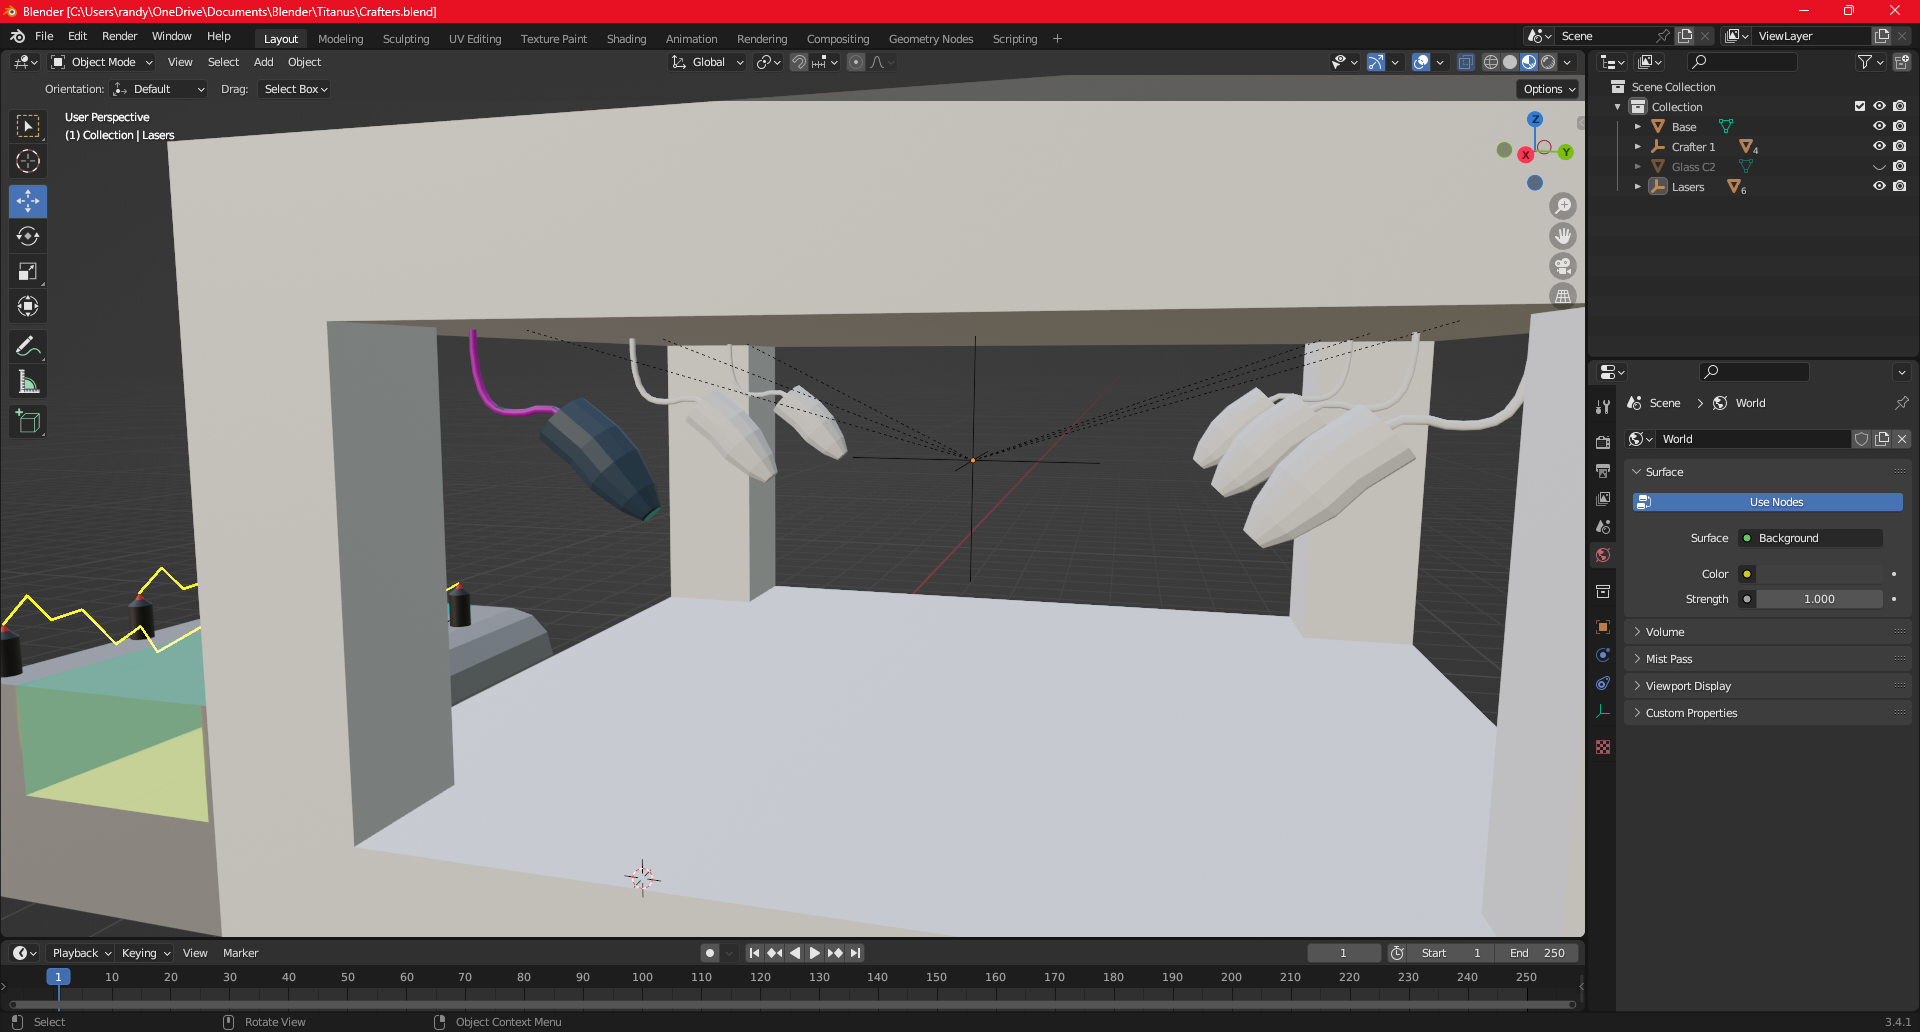 Blender [C:\Users\randy\OneDrive\Documents\Blender\Titanus\Crafters.blend]
File Edit Render Window Help Layout Modeling Sculpting UV Editing Texture Paint Shading Animation Rendering Compositing Geometry Nodes Scripting + Scene ViewLayer
Object Mode View Select Add Object Global
Orientation: Default Drag: Select Box Options
User Perspective
(1) Collection | Lasers
Z
X
Y
Scene Collection
Collection
Base
Crafter 1 4
Glass C2
Lasers 6
Scene > World
World
Surface
Use Nodes
Surface Background
Color
Strength 1.000
Volume
Mist Pass
Viewport Display
Custom Properties
Playback Keying View Marker 1 Start 1 End 250
1 10 20 30 40 50 60 70 80 90 100 110 120 130 140 150 160 170 180 190 200 210 220 230 240 250
Select Rotate View Object Context Menu 3.4.1